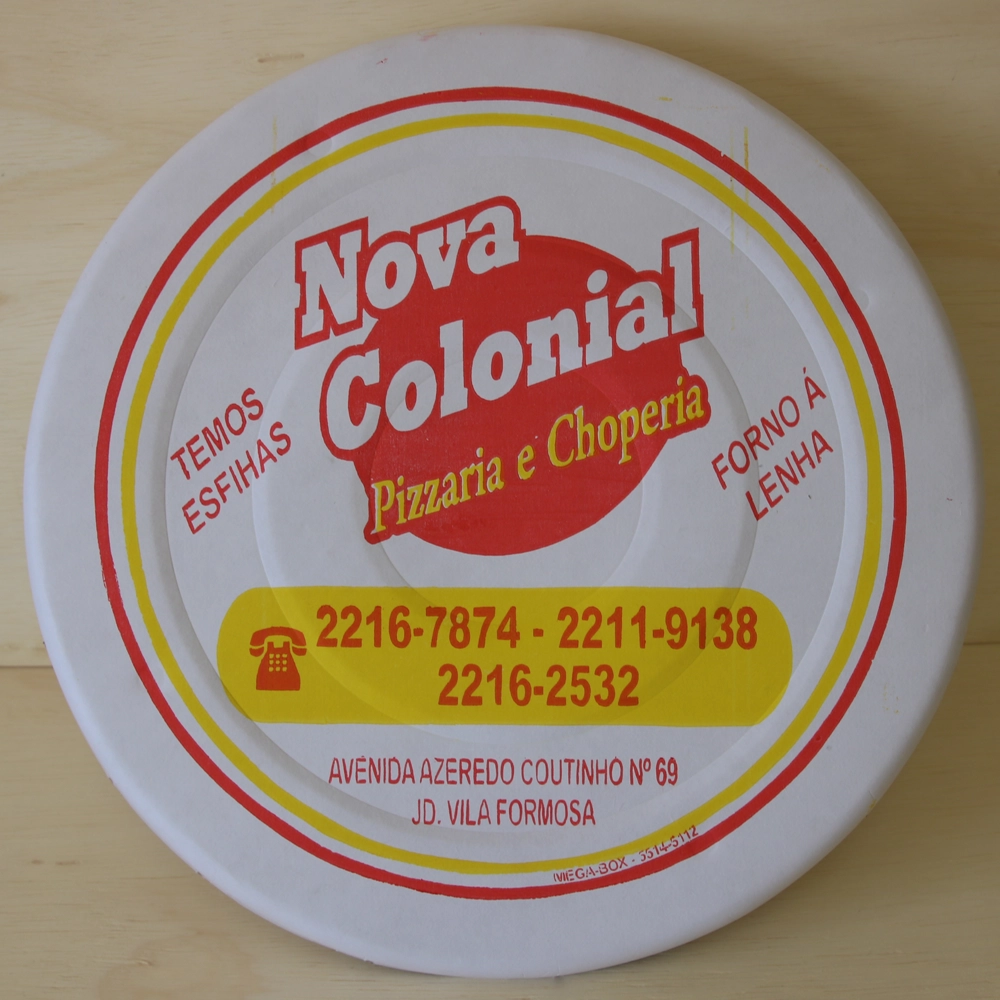 Nova
Colonial
Pizzaria e Choperia
TEMOS
ESFIHAS
FORNO Á
LENHA
2216-7874 - 2211-9138
2216-2532
AVENIDA AZEREDO COUTINHO Nº 69
JD. VILA FORMOSA
MEGA-BOX - 5514-5112